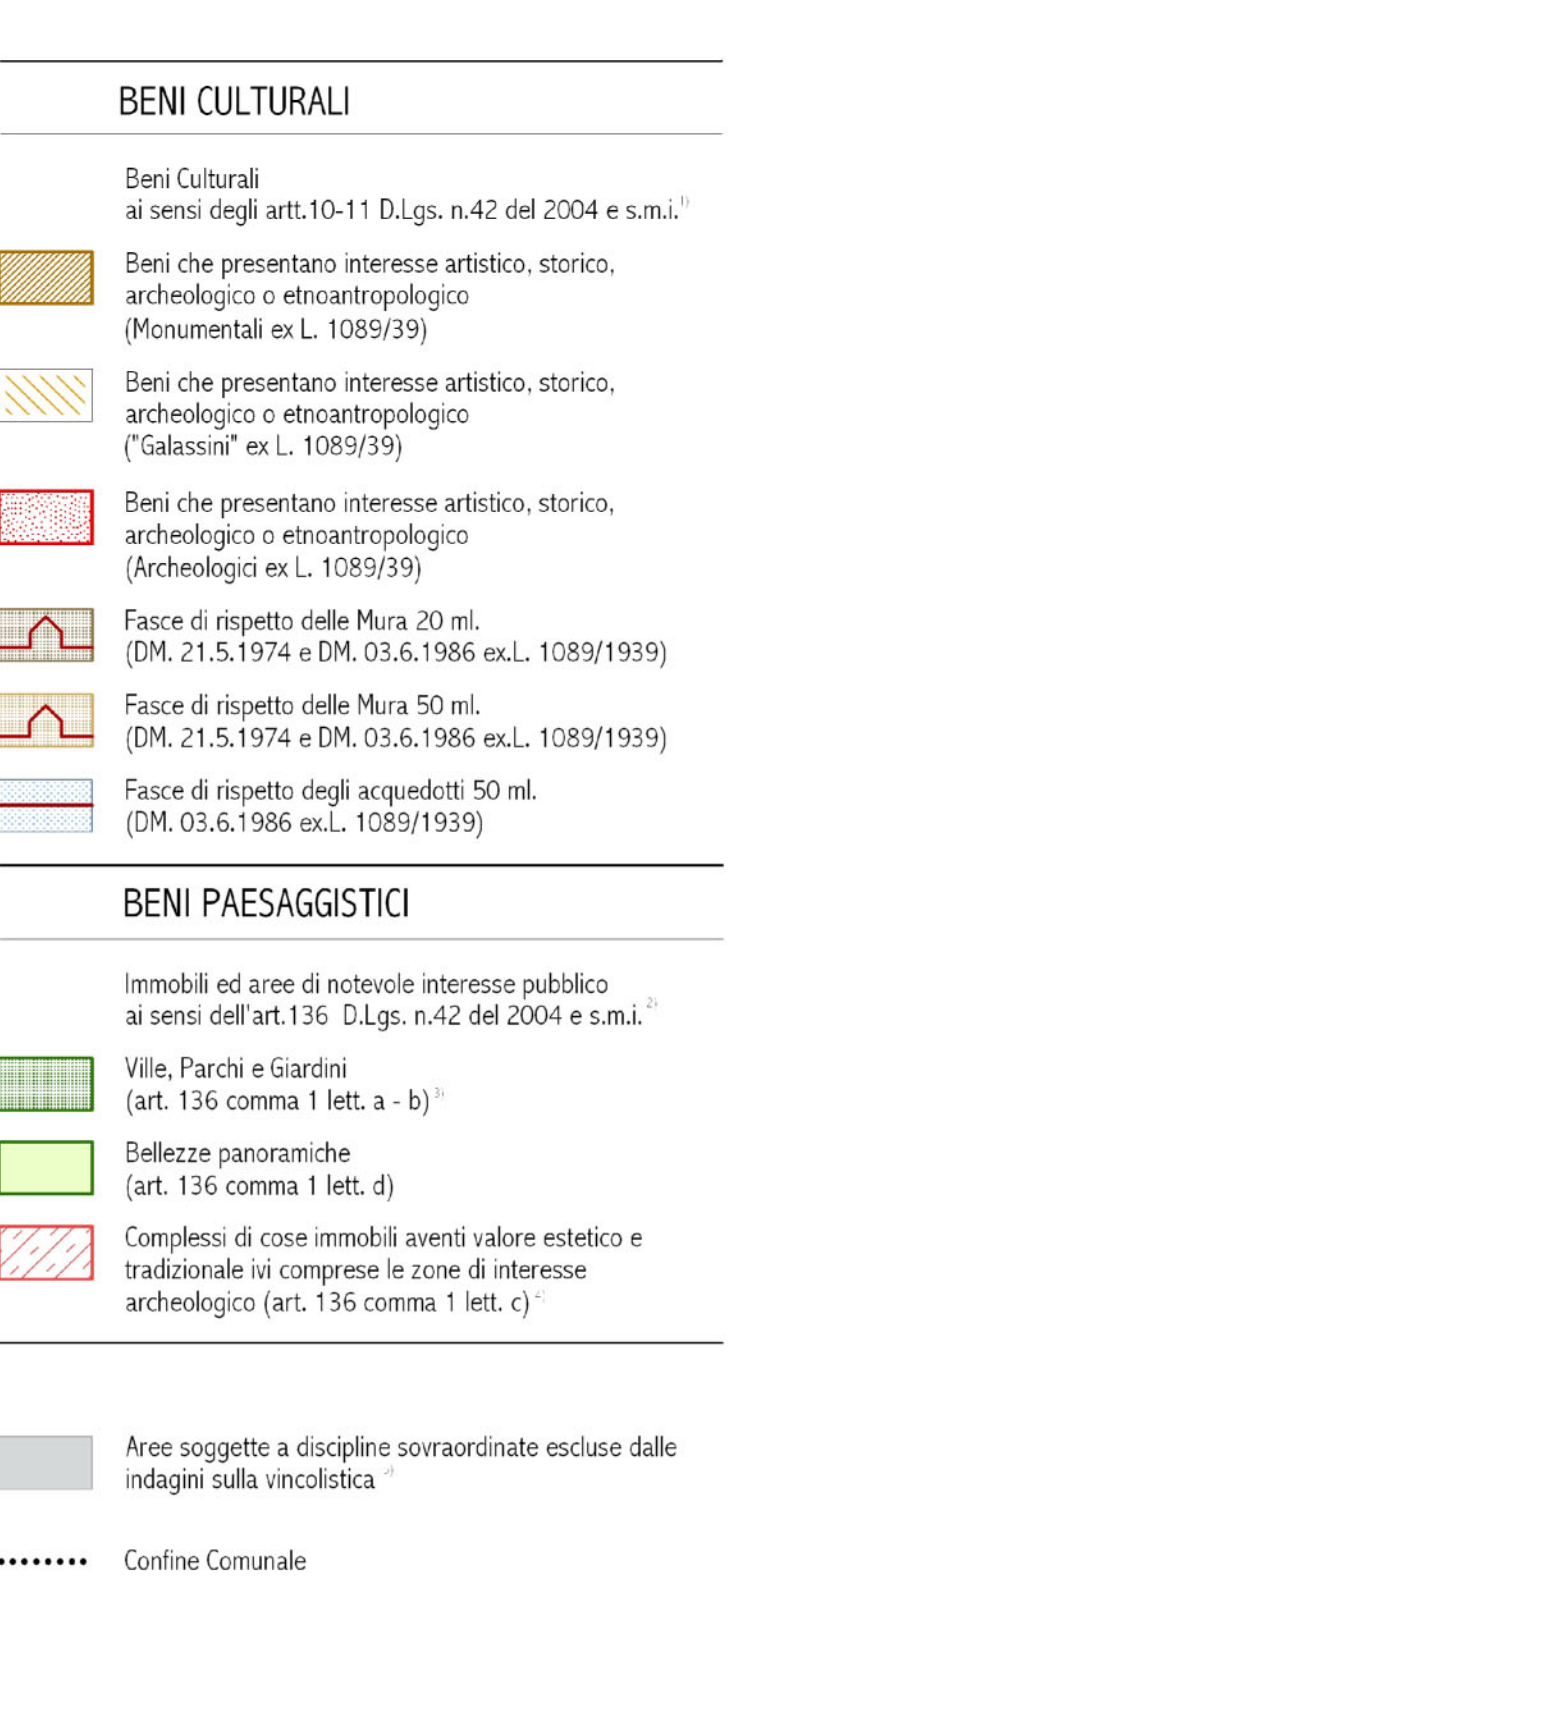 BENI CULTURALI
Beni Culturali
ai sensi degli artt.10-11 D.Lgs. n.42 del 2004 e s.m.i. 1)
Beni che presentano interesse artistico, storico,
archeologico o etnoantropologico
(Monumentali ex L. 1089/39)
Beni che presentano interesse artistico, storico,
archeologico o etnoantropologico
("Galassini" ex L. 1089/39)
Beni che presentano interesse artistico, storico,
archeologico o etnoantropologico
(Archeologici ex L. 1089/39)
Fasce di rispetto delle Mura 20 ml.
(DM. 21.5.1974 e DM. 03.6.1986 ex.L. 1089/1939)
Fasce di rispetto delle Mura 50 ml.
(DM. 21.5.1974 e DM. 03.6.1986 ex.L. 1089/1939)
Fasce di rispetto degli acquedotti 50 ml.
(DM. 03.6.1986 ex.L. 1089/1939)
BENI PAESAGGISTICI
Immobili ed aree di notevole interesse pubblico
ai sensi dell'art.136 D.Lgs. n.42 del 2004 e s.m.i. 2)
Ville, Parchi e Giardini
(art. 136 comma 1 lett. a - b) 3)
Bellezze panoramiche
(art. 136 comma 1 lett. d)
Complessi di cose immobili aventi valore estetico e
tradizionale ivi comprese le zone di interesse
archeologico (art. 136 comma 1 lett. c) 4)
Aree soggette a discipline sovraordinate escluse dalle
indagini sulla vincolistica
Confine Comunale